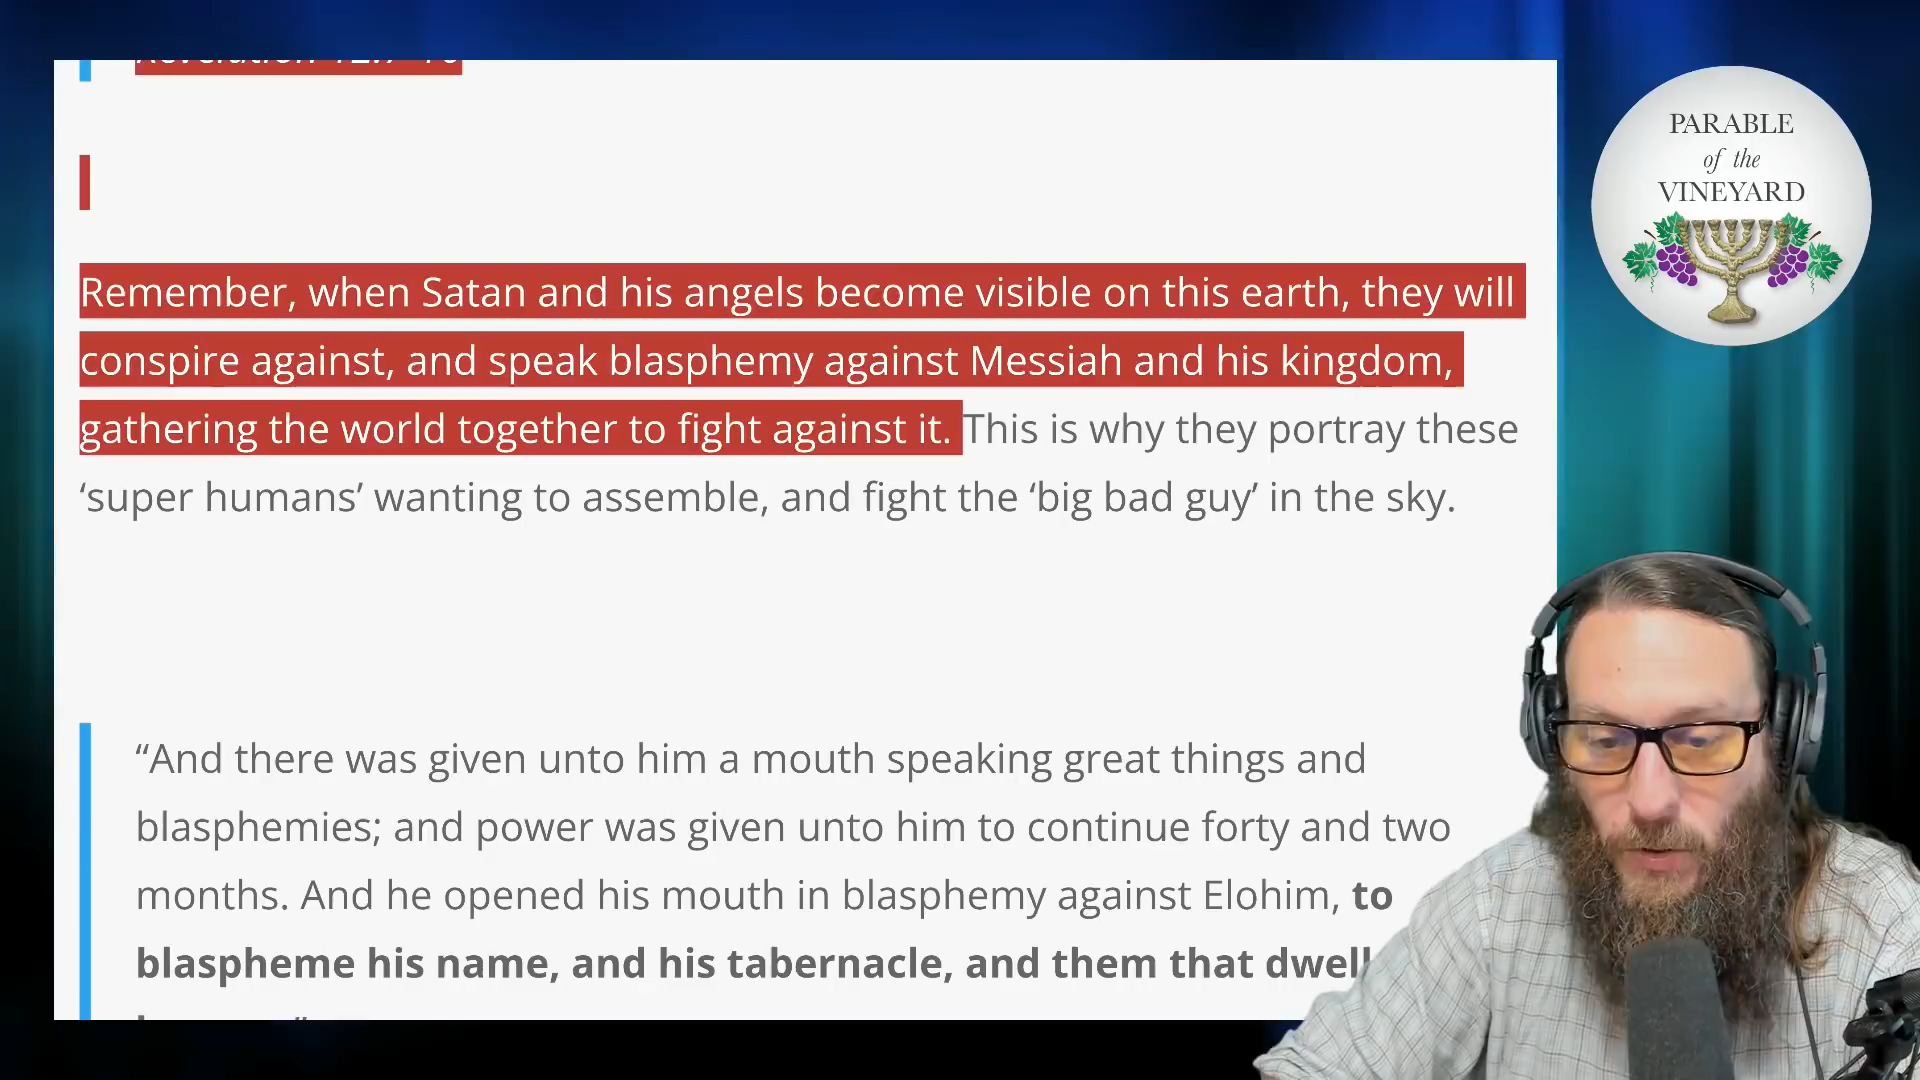 PARABLE
of the
VINEYARD
Remember, when Satan and his angels become visible on this earth, they will
conspire against, and speak blasphemy against Messiah and his kingdom,
gathering the world together to fight against it. This is why they portray these
‘super humans’ wanting to assemble, and fight the ‘big bad guy’ in the sky.
“And there was given unto him a mouth speaking great things and
blasphemies; and power was given unto him to continue forty and two
months. And he opened his mouth in blasphemy against Elohim, to
blaspheme his name, and his tabernacle, and them that dwell